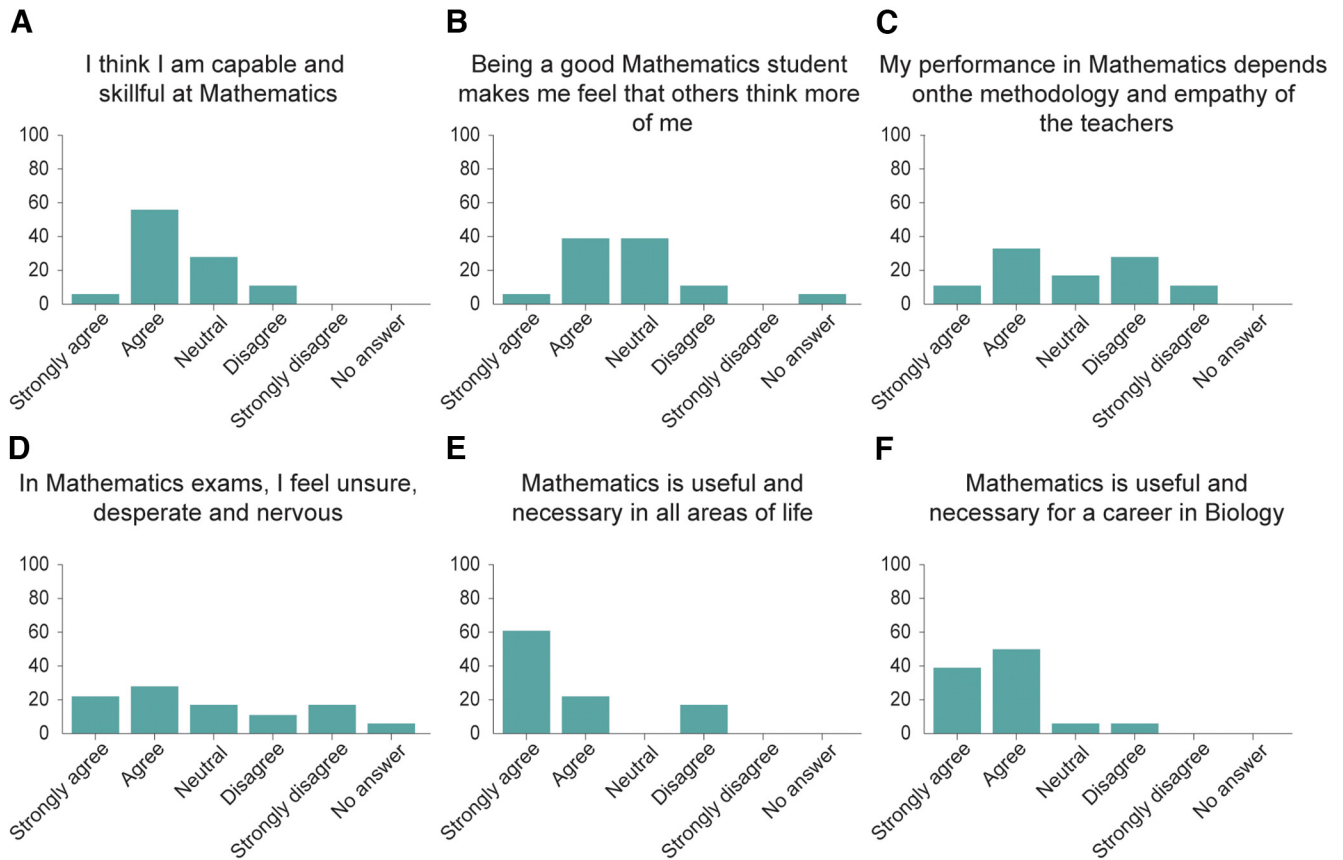 A
I think I am capable and
skillful at Mathematics
100
80
60
40
20
0
Strongly agree
Agree
Neutral
Disagree
Strongly disagree
No answer
B
Being a good Mathematics student
makes me feel that others think more
of me
100
80
60
40
20
0
Strongly agree
Agree
Neutral
Disagree
Strongly disagree
No answer
C
My performance in Mathematics depends
onthe methodology and empathy of
the teachers
100
80
60
40
20
0
Strongly agree
Agree
Neutral
Disagree
Strongly disagree
No answer
D
In Mathematics exams, I feel unsure,
desperate and nervous
100
80
60
40
20
0
Strongly agree
Agree
Neutral
Disagree
Strongly disagree
No answer
E
Mathematics is useful and
necessary in all areas of life
100
80
60
40
20
0
Strongly agree
Agree
Neutral
Disagree
Strongly disagree
No answer
F
Mathematics is useful and
necessary for a career in Biology
100
80
60
40
20
0
Strongly agree
Agree
Neutral
Disagree
Strongly disagree
No answer